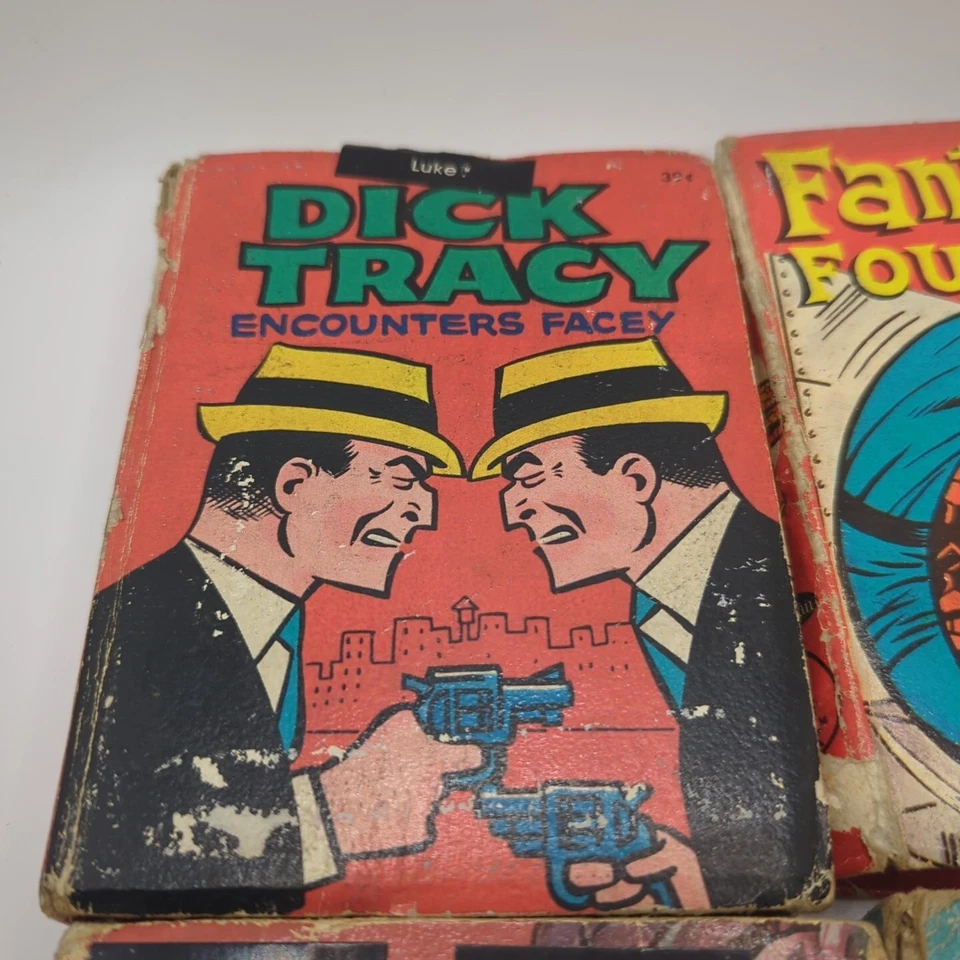 Luke
39¢
DICK
TRACY
ENCOUNTERS FACEY
Fan
FOU